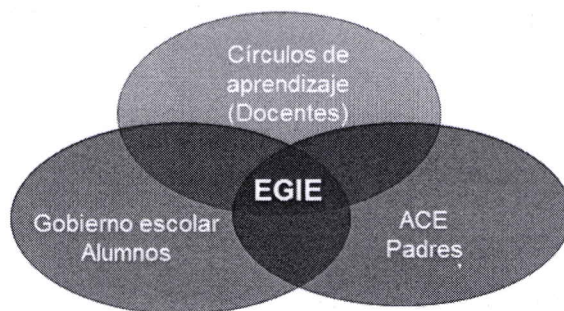 Círculos de
aprendizaje
(Docentes)
EGIE
Gobierno escolar
Alumnos
ACE
Padres